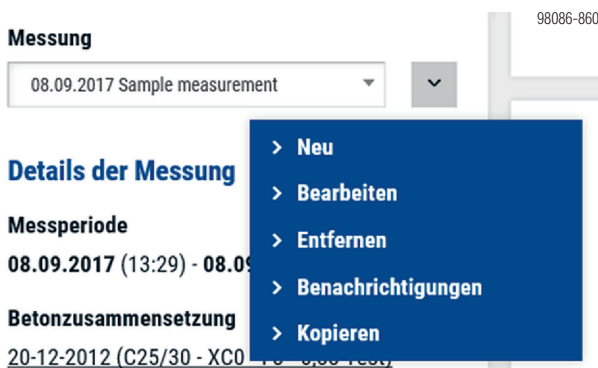 98086-860
Messung
08.09.2017 Sample measurement
Neu
Details der Messung
Bearbeiten
Messperiode
Entfernen
08.09.2017 (13:29) - 08.09
Benachrichtigungen
Betonzusammensetzung
Kopieren
20-12-2012 (C25/30 - XC0